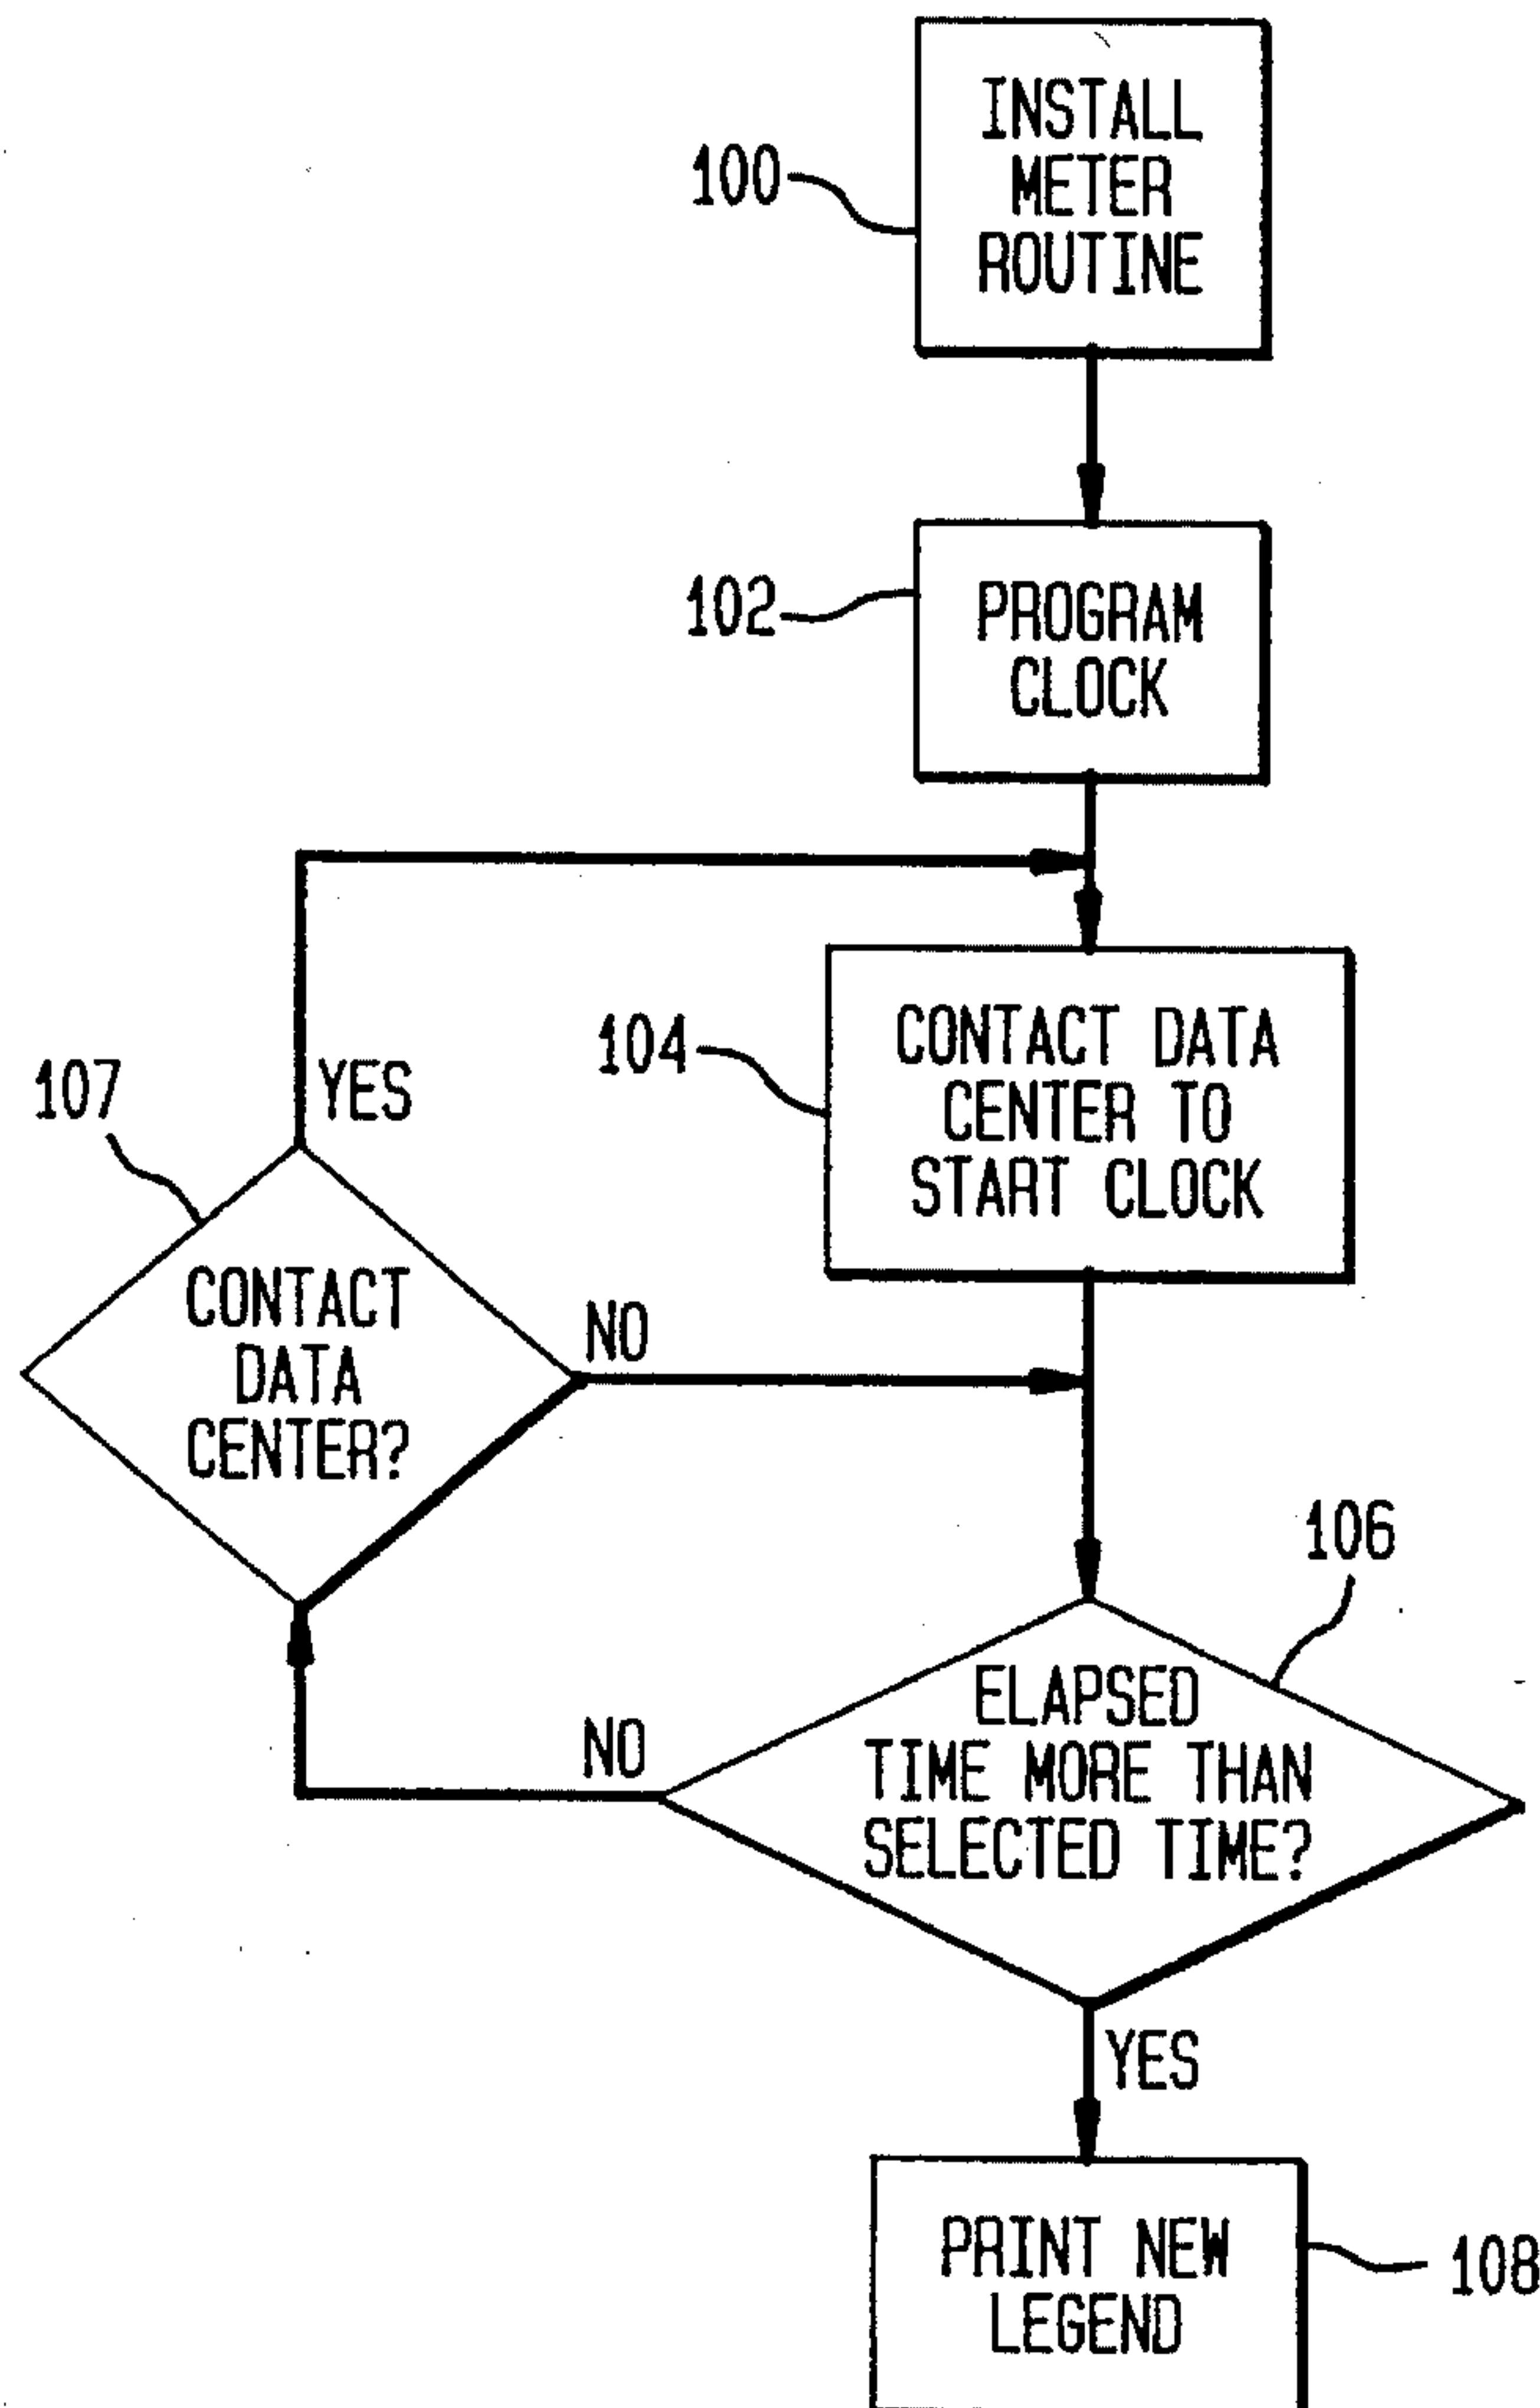 INSTALL
METER
ROUTINE
100
102
PROGRAM
CLOCK
104
CONTACT DATA
CENTER TO
START CLOCK
107
YES
CONTACT
DATA
CENTER?
NO
106
ELAPSED
TIME MORE THAN
SELECTED TIME?
NO
YES
PRINT NEW
LEGEND
108